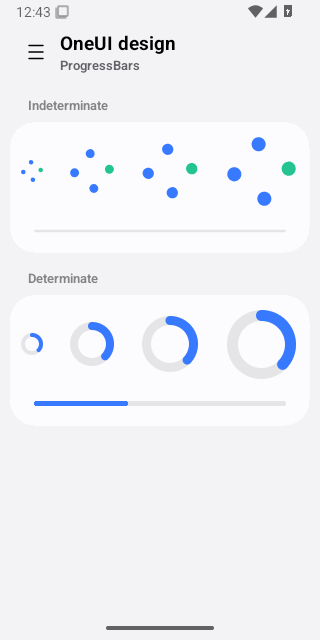 12:43
OneUI design
ProgressBars
Indeterminate
Determinate